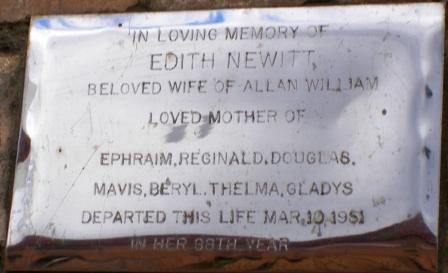 IN LOVING MEMORY OF
EDITH NEWITT,
BELOVED WIFE OF ALLAN WILLIAM
LOVED MOTHER OF
EPHRAIM, REGINALD, DOUGLAS,
MAVIS, BERYL, THELMA, GLADYS
DEPARTED THIS LIFE MAR. 10 1951
IN HER YEAR